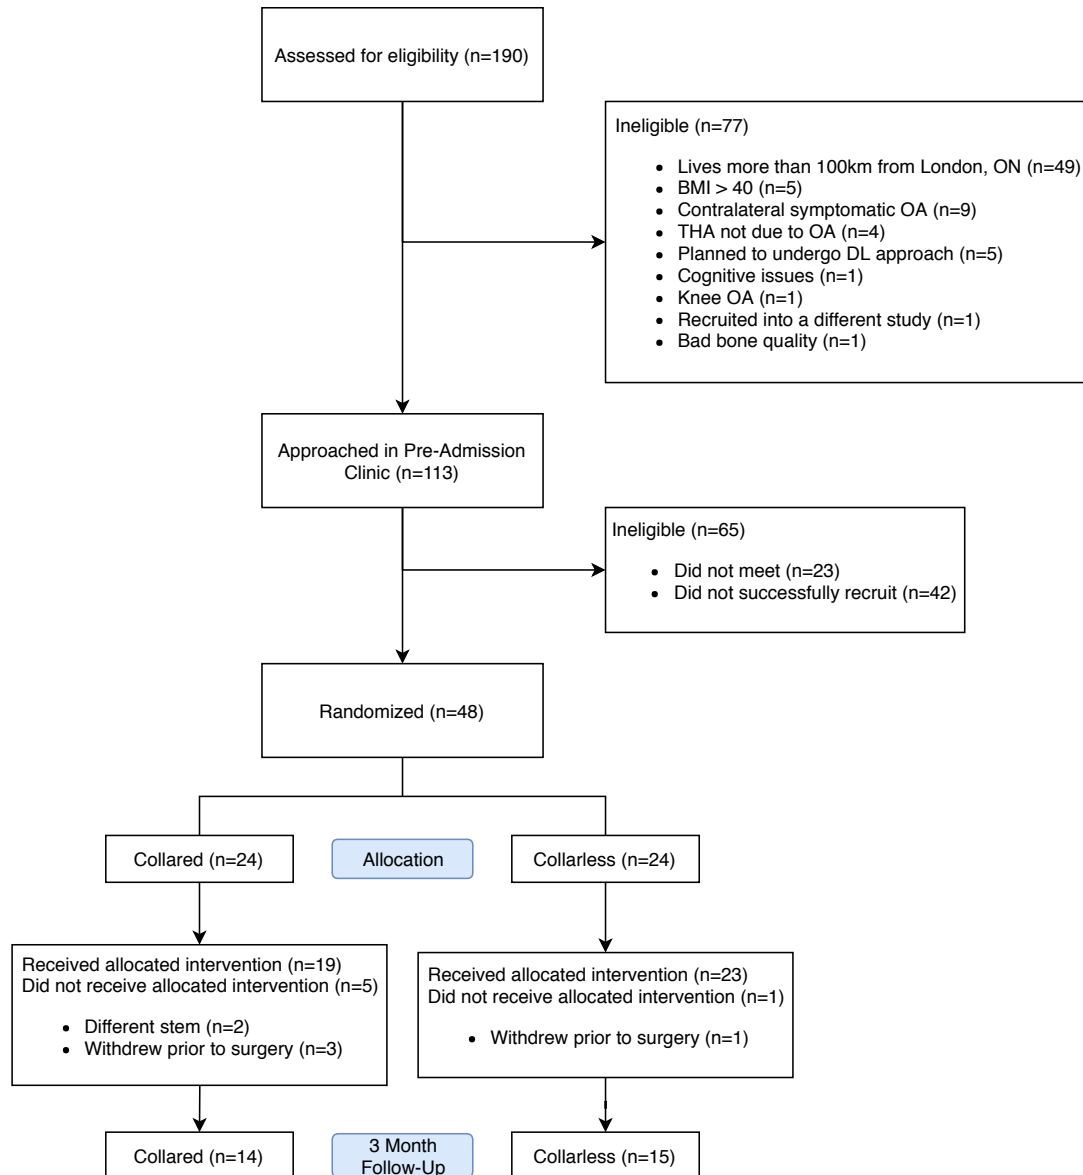 Assessed for eligibility (n=190)
Ineligible (n=77)
• Lives more than 100km from London, ON (n=49)
• BMI > 40 (n=5)
• Contralateral symptomatic OA (n=9)
• THA not due to OA (n=4)
• Planned to undergo DL approach (n=5)
• Cognitive issues (n=1)
• Knee OA (n=1)
• Recruited into a different study (n=1)
• Bad bone quality (n=1)
Approached in Pre-Admission
Clinic (n=113)
Ineligible (n=65)
• Did not meet (n=23)
• Did not successfully recruit (n=42)
Randomized (n=48)
Collared (n=24)
Allocation
Collarless (n=24)
Received allocated intervention (n=19)
Did not receive allocated intervention (n=5)
• Different stem (n=2)
• Withdrew prior to surgery (n=3)
Received allocated intervention (n=23)
Did not receive allocated intervention (n=1)
• Withdrew prior to surgery (n=1)
Collared (n=14)
3 Month
Follow-Up
Collarless (n=15)